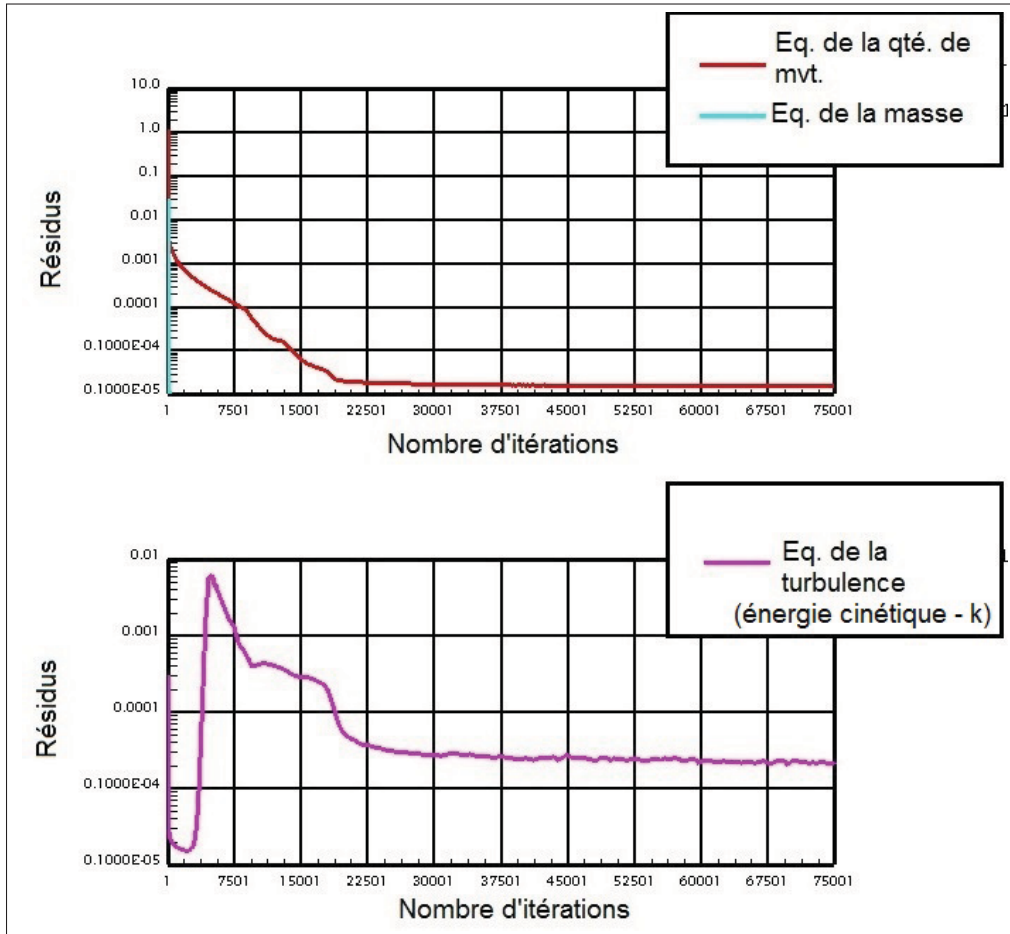 Eq. de la qté. de
mvt.
Eq. de la masse
1
10.0
1.0
0.1
0.01
0.001
0.0001
0.1000E-04
0.1000E-05
Résidus
1 7501 15001 22501 30001 37501 45001 52501 60001 67501 75001
Nombre d'itérations
Eq. de la
turbulence
(énergie cinétique - k)
1
0.01
0.001
0.0001
0.1000E-04
0.1000E-05
Résidus
1 7501 15001 22501 30001 37501 45001 52501 60001 67501 75001
Nombre d'itérations